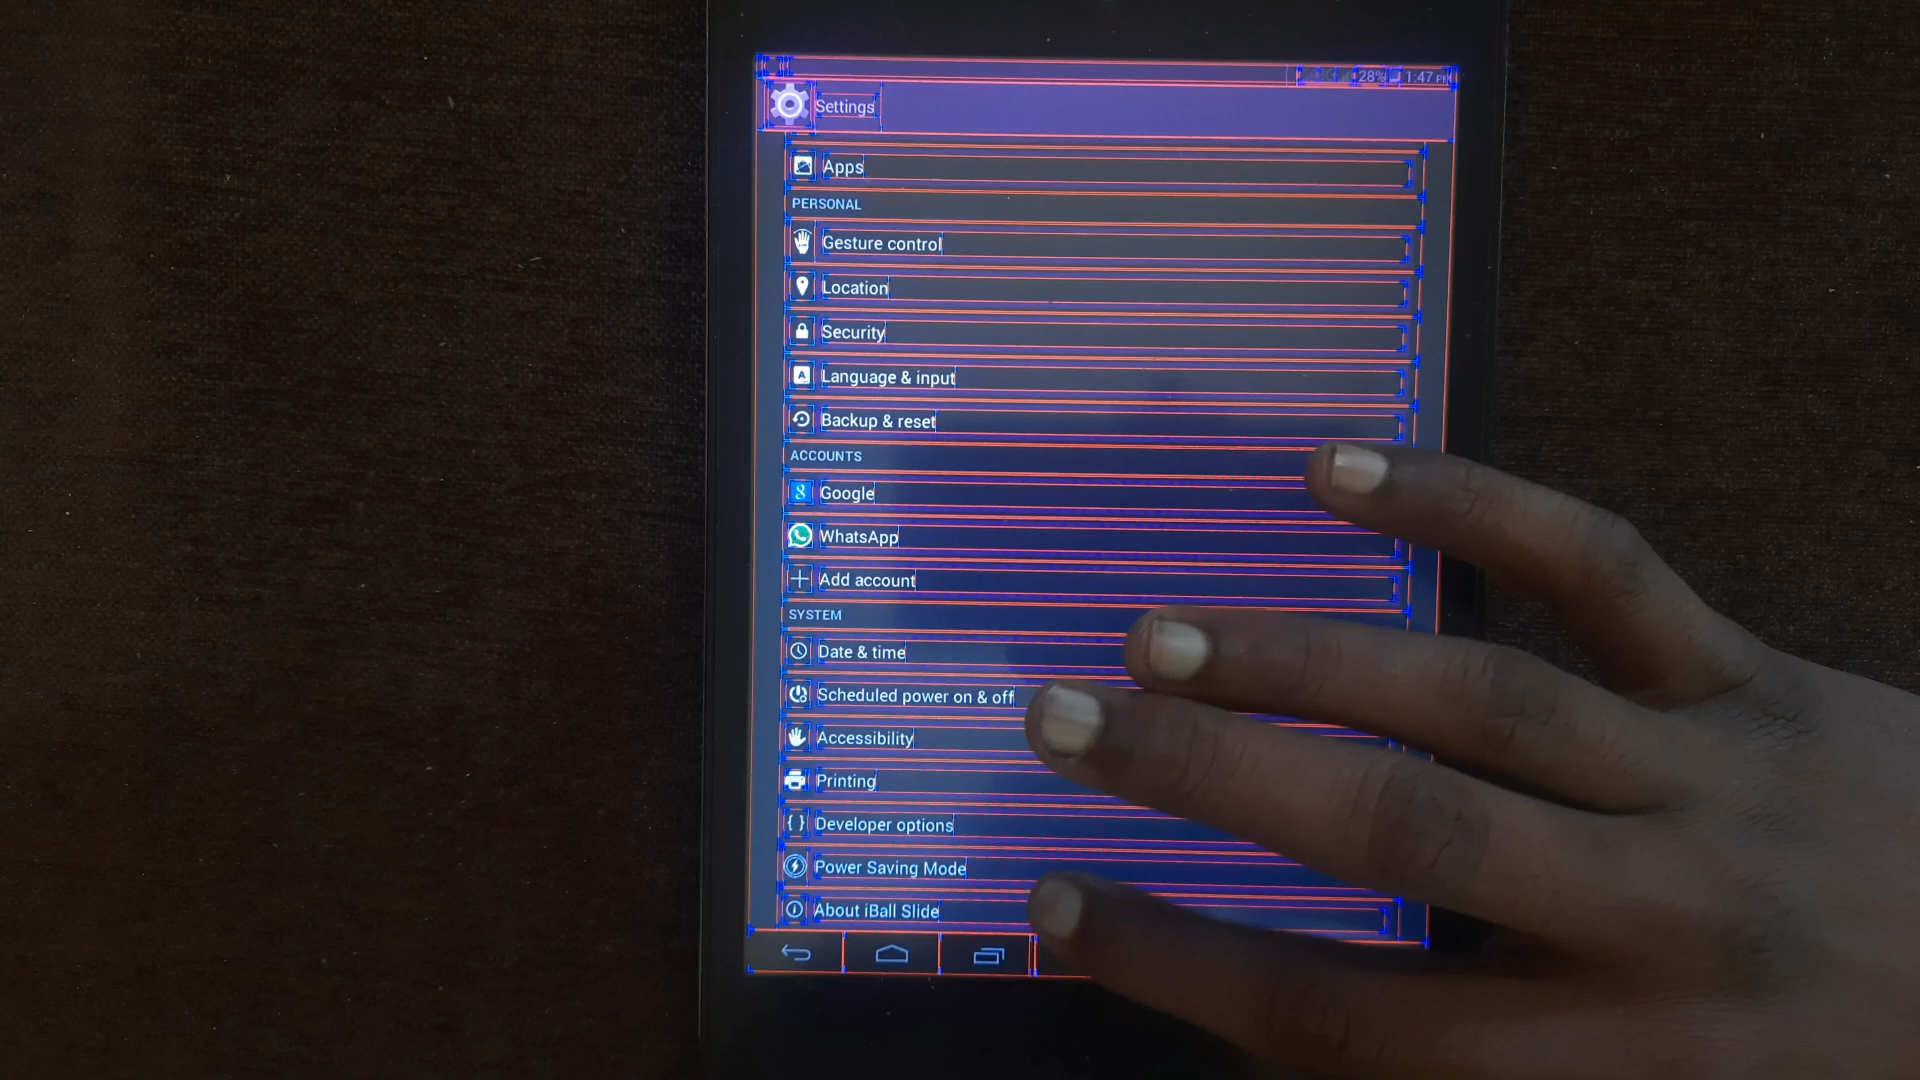 28% 1:47 PM
Settings
Apps
PERSONAL
Gesture control
Location
Security
Language & input
Backup & reset
ACCOUNTS
Google
WhatsApp
Add account
SYSTEM
Date & time
Scheduled power on & off
Accessibility
Printing
Developer options
Power Saving Mode
About iBall Slide